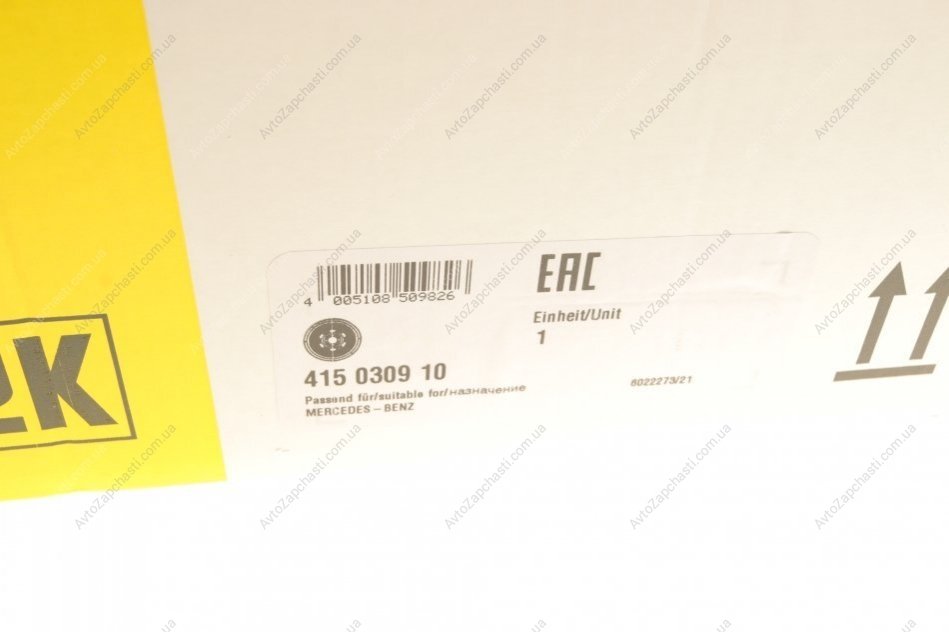 EAC
4 005108 509826
Einheit/Unit
1
415 0309 10
6022273/21
Passend für/suitable for/назначение
MERCEDES - BENZ
AvtoZapchasti.com.ua